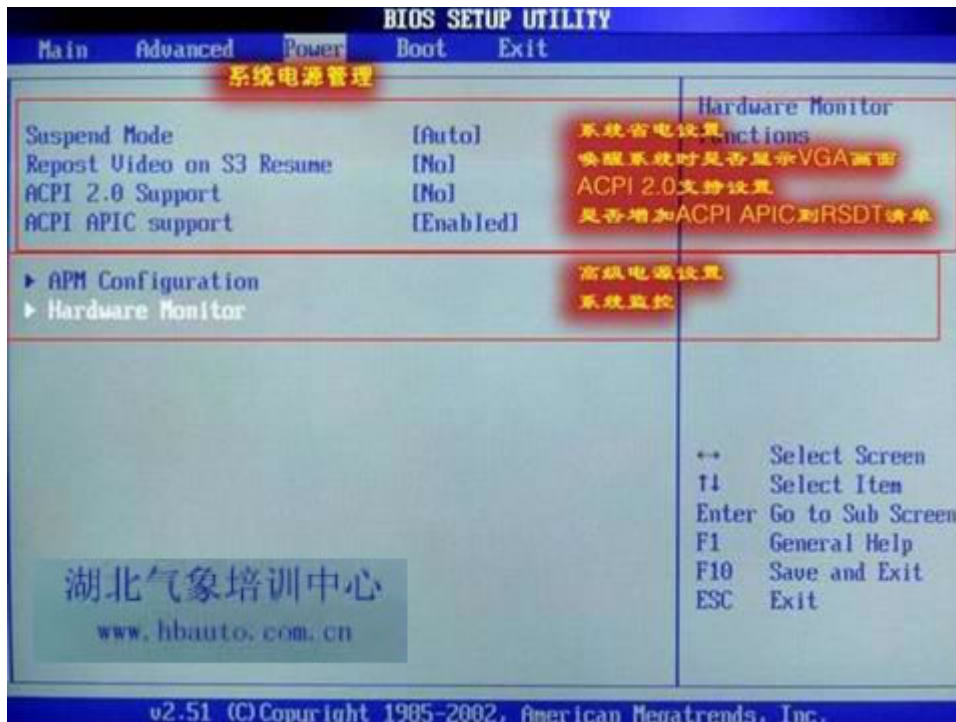 BIOS SETUP UTILITY
Main Advanced Power Boot Exit
系统电源管理
Hardware Monitor
Functions
Suspend Mode [Auto] 系统省电设置
Repost Video on S3 Resume [No] 唤醒系统时是否显示VGA画面
ACPI 2.0 Support [No] ACPI 2.0支持设置
ACPI APIC support [Enabled] 是否增加ACPI APIC到RSDT清单
▶ APM Configuration 高级电源设置
▶ Hardware Monitor 系统监控
↔ Select Screen
↑↓ Select Item
Enter Go to Sub Screen
F1 General Help
F10 Save and Exit
ESC Exit
湖北气象培训中心
www.hbauto.com.cn
v2.51 (C)Copyright 1985-2002, American Megatrends, Inc.